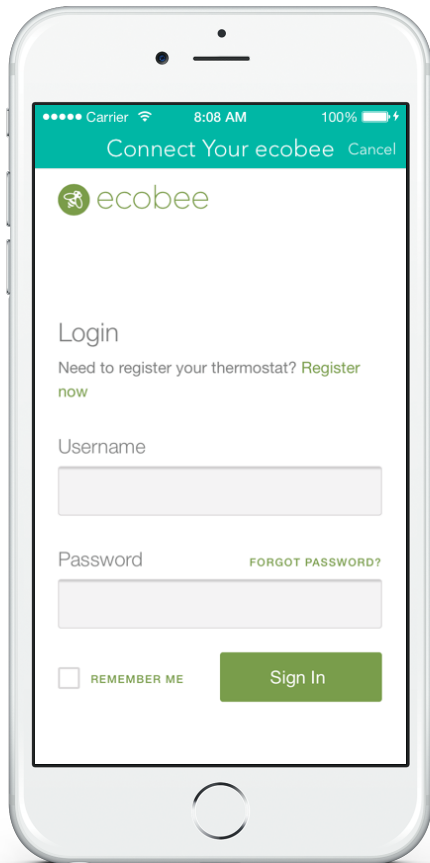 Carrier 8:08 AM 100%
Connect Your ecobee Cancel
ecobee
Login
Need to register your thermostat? Register
now
Username
Password FORGOT PASSWORD?
REMEMBER ME Sign In